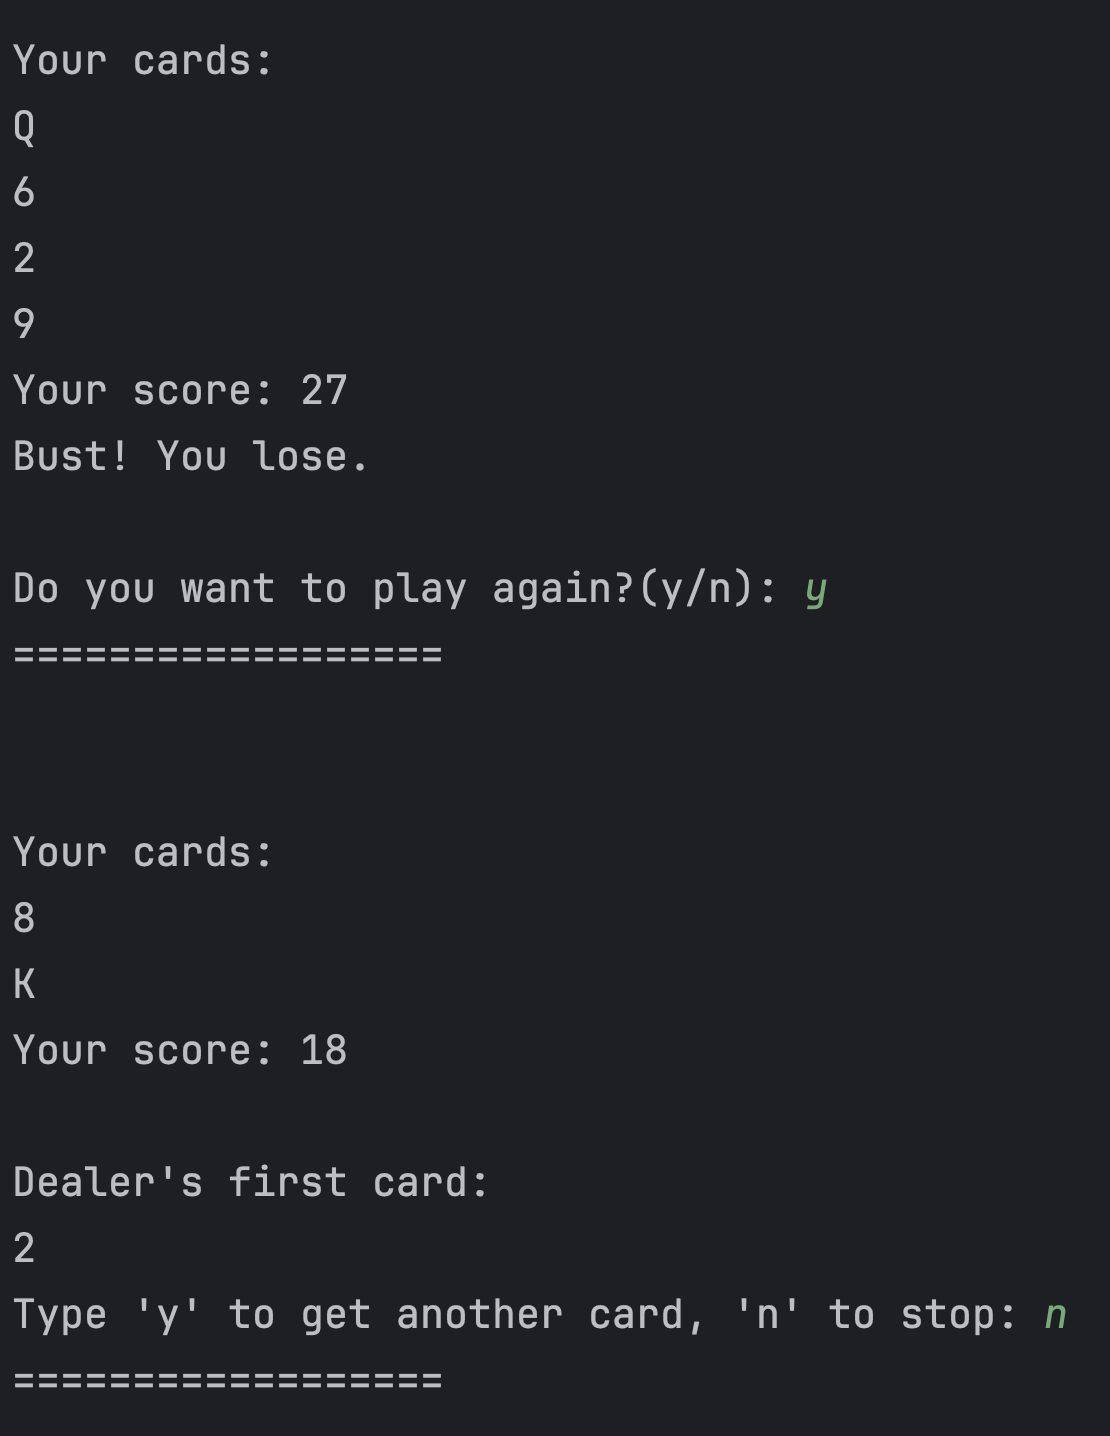 Your cards:
Q
6
2
9
Your score: 27
Bust! You lose.
Do you want to play again?(y/n): y
==================
Your cards:
8
K
Your score: 18
Dealer's first card:
2
Type 'y' to get another card, 'n' to stop: n
==================